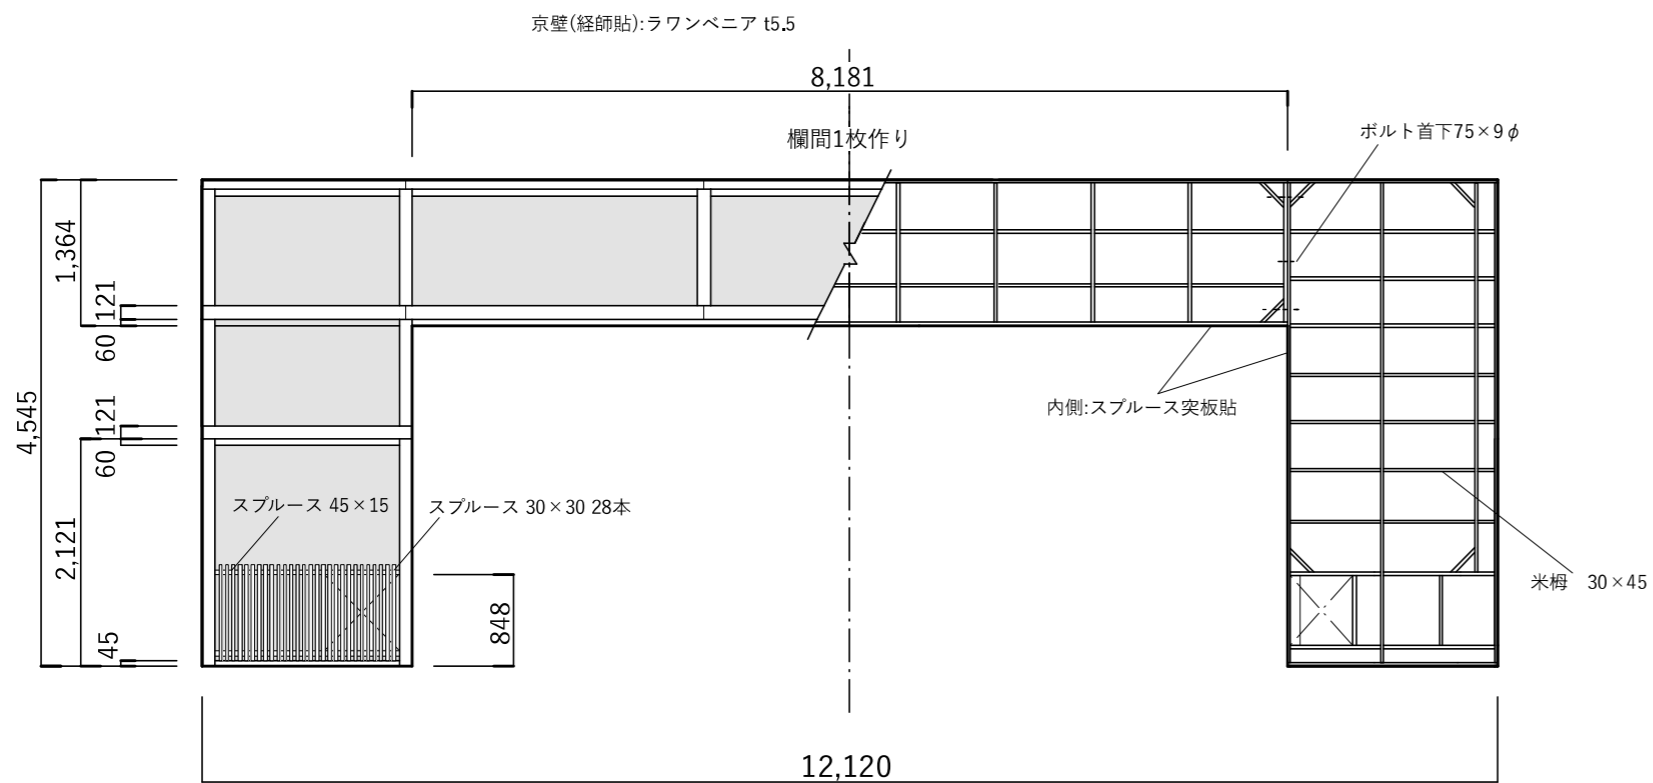 京壁(経師貼):ラワンベニア t5.5
8,181
欄間1枚作り
ボルト首下75×9φ
1,364
121
60
4,545
121
60
内側:スプルース突板貼
スプルース 45×15
スプルース 30×30 28本
2,121
848
45
米栂 30×45
12,120